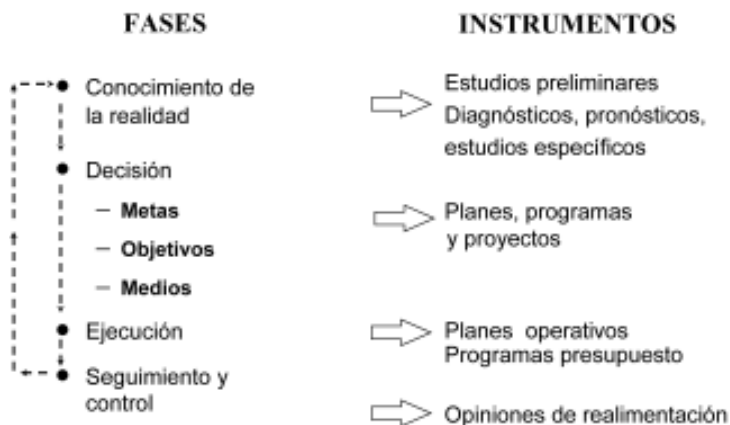 FASES
INSTRUMENTOS
Conocimiento de
la realidad
Estudios preliminares
Diagnósticos, pronósticos,
estudios específicos
Decisión
– Metas
– Objetivos
– Medios
Planes, programas
y proyectos
Ejecución
Planes operativos
Programas presupuesto
Seguimiento y
control
Opiniones de realimentación